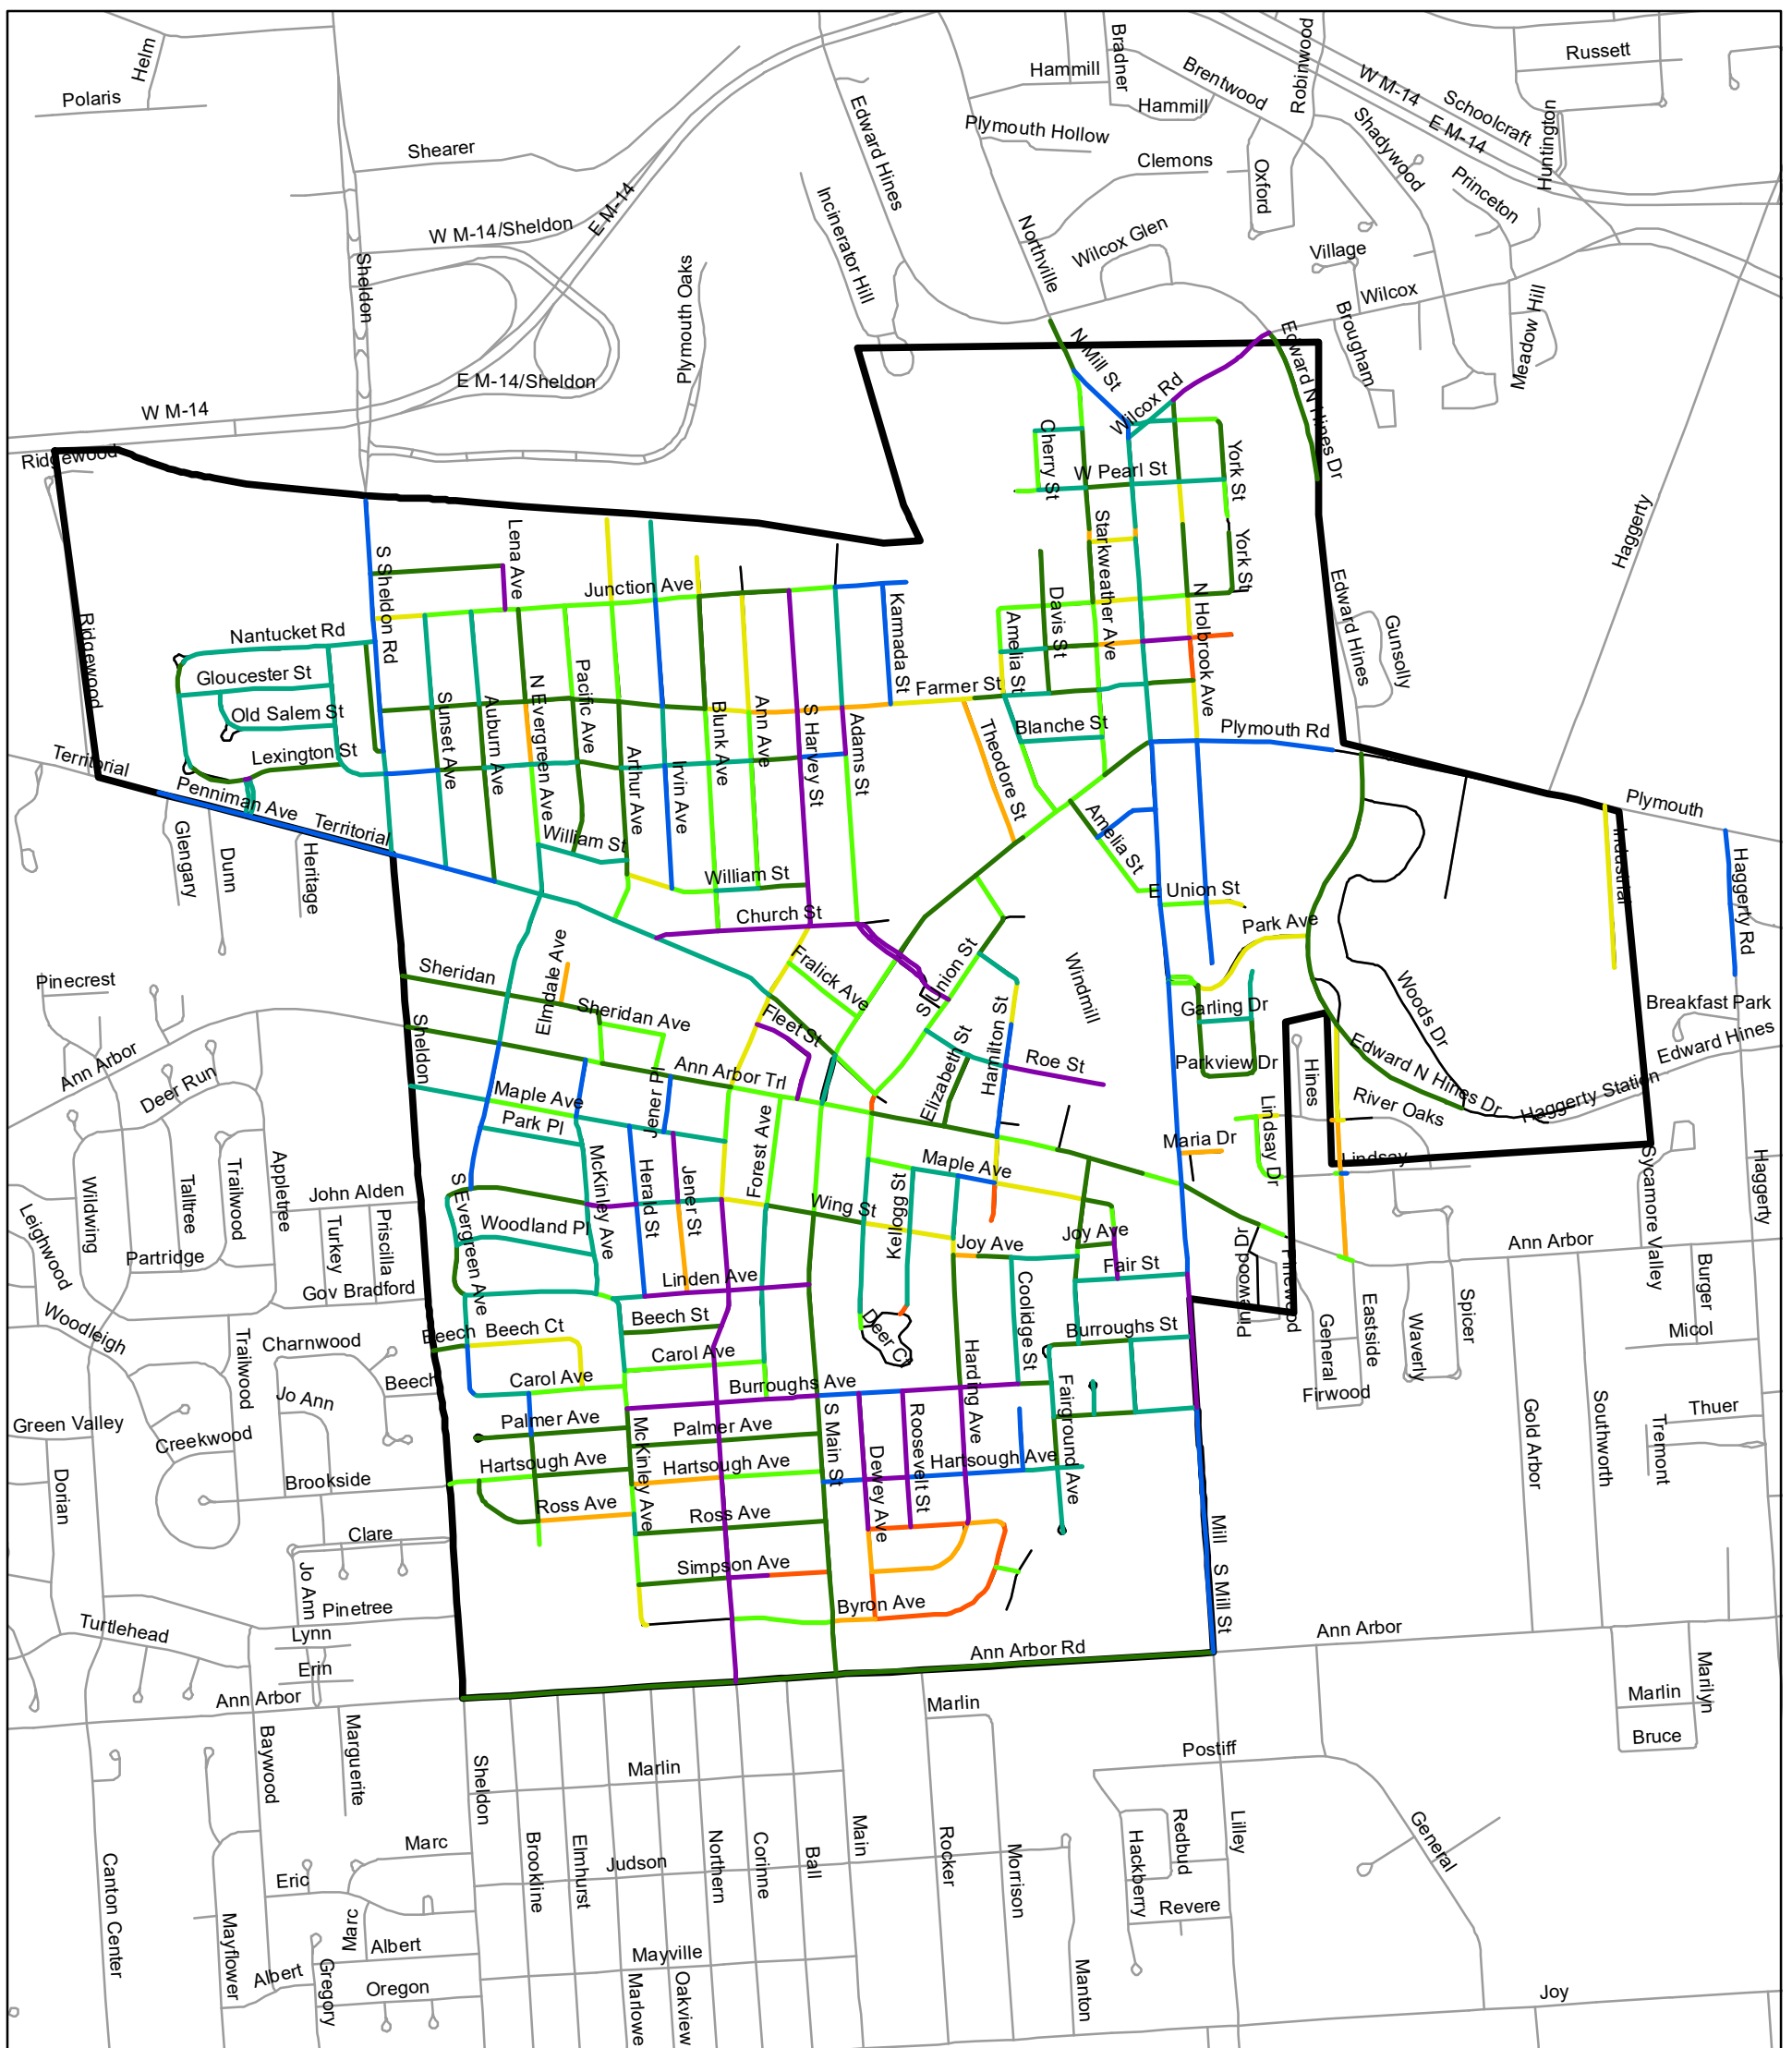 Helm
Polaris
Shearer
W M-14/Sheldon
E M-14
Sheldon
E M-14/Sheldon
W M-14
Plymouth Oaks
Edward Hines
Incinerator Hill
Northville
Hammill
Bradner
Hammill
Brentwood
Robinwood
Plymouth Hollow
Clemons
Oxford
Wilcox Glen
W M-14
Schoolcraft
E M-14
Shadywood
Huntington
Princeton
Russett
Village
Wilcox
Brougham
Meadow Hill
Haggerty
Ridgewood
Ridgewood
N Mill St
Wilcox Rd
Edward N Hines Dr
Cherry St
W Pearl St
York St
Starkweather Ave
York St
Lena Ave
S Sheldon Rd
Junction Ave
Karmada St
Amelia St
Davis St
N Holbrook Ave
Edward Hines
Gunsolly
Nantucket Rd
Gloucester St
Old Salem St
Lexington St
Sunset Ave
Auburn Ave
N Evergreen Ave
Pacific Ave
Arthur Ave
Irvin Ave
Blunk Ave
Ann Ave
S Harvey St
Adams St
Farmer St
Blanche St
Theodore St
Plymouth Rd
Territorial
Penniman Ave
Territorial
Glengary
Dunn
Heritage
William St
William St
Church St
Amelia St
E Union St
Park Ave
Plymouth
Industrial
Haggerty Rd
Pinecrest
Sheridan
Elmdale Ave
Sheridan Ave
Fralick Ave
Fleet St
S Union St
Hamilton St
Windmill
Garling Dr
Parkview Dr
Woods Dr
Breakfast Park
Edward Hines
Ann Arbor
Deer Run
Sheldon
Ann Arbor Trl
Elizabeth St
Roe St
Hines
Edward N Hines Dr
River Oaks
Haggerty Station
Maple Ave
Park Pl
Jener Pl
Forest Ave
Maple Ave
Maria Dr
Lindsay Dr
Lindsay
Wildwing
Talltree
Trailwood
Appletree
John Alden
Turkey
Priscilla
Leighwood
Partridge
Gov Bradford
S Evergreen Ave
Woodland Pl
McKinley Ave
Herald St
Jener St
Wing St
Kellogg St
Joy Ave
Joy Ave
Fair St
Pinewood Dr
Pinewood
Ann Arbor
Sycamore Valley
Haggerty
Burger
Woodleigh
Trailwood
Charnwood
Beech
Beech Ct
Linden Ave
Beech St
Carol Ave
Deer Ct
Coolidge St
Burroughs St
General
Eastside
Waverly
Spicer
Micol
Jo Ann
Beech
Carol Ave
Burroughs Ave
Harding Ave
Fairground Ave
Firwood
Green Valley
Creekwood
Palmer Ave
Palmer Ave
Hartsough Ave
Hartsough Ave
Hartsough Ave
McKinley Ave
S Main St
Dewey Ave
Roosevelt St
Gold Arbor
Southworth
Tremont
Thuer
Dorian
Brookside
Clare
Ross Ave
Ross Ave
Simpson Ave
Byron Ave
Mill
S Mill St
Jo Ann
Pinetree
Turtlehead
Lynn
Erin
Ann Arbor
Ann Arbor Rd
Ann Arbor
Marlin
Marlin
Marilyn
Bruce
Baywood
Marguerite
Sheldon
Marlin
Postiff
Canton Center
Mayflower
Marc
Eric
Marc
Albert
Albert
Gregory
Oregon
Brookline
Elmhurst
Judson
Northern
Corinne
Ball
Main
Rocker
Morrison
Mayville
Marlowe
Oakview
Manton
Hackberry
Redbud
Revere
Lilley
General
Joy